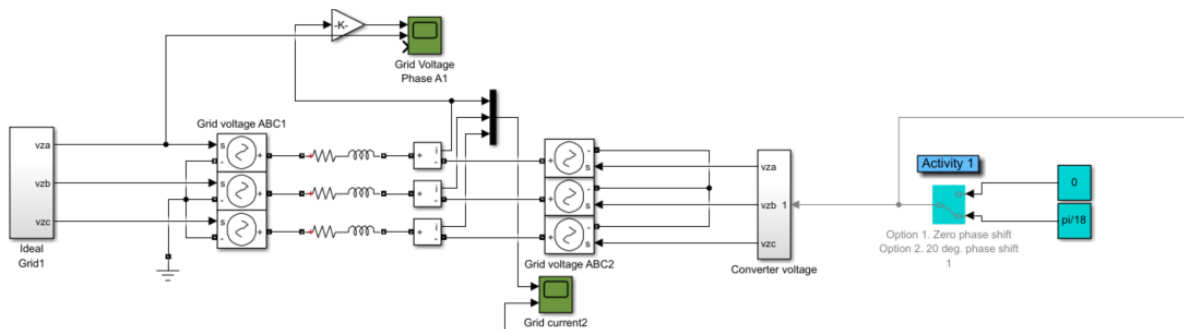 -K-
Grid Voltage
Phase A1
Grid voltage ABC1
vza
vzb
vzc
Ideal
Grid1
s
-
+
s
-
+
s
-
+
+
i
-
+
i
-
+
i
-
+
-
s
+
-
s
+
-
s
Grid voltage ABC2
vza
vzb 1
vzc
Converter voltage
Activity 1
0
pi/18
Option 1. Zero phase shift
Option 2. 20 deg. phase shift
1
Grid current2